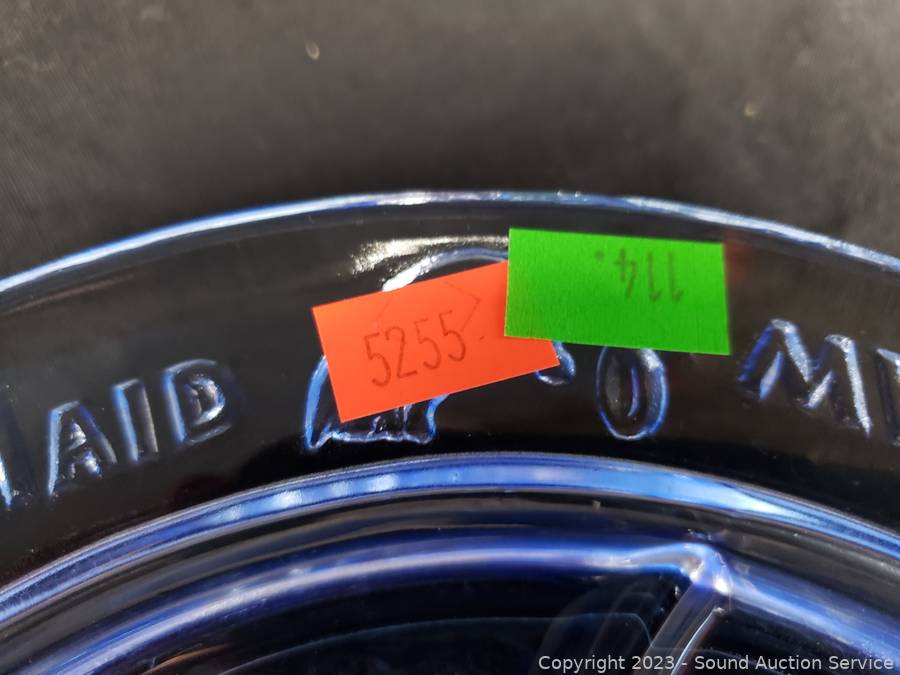 114.
5255
AID
O
Copyright 2023 - Sound Auction Service